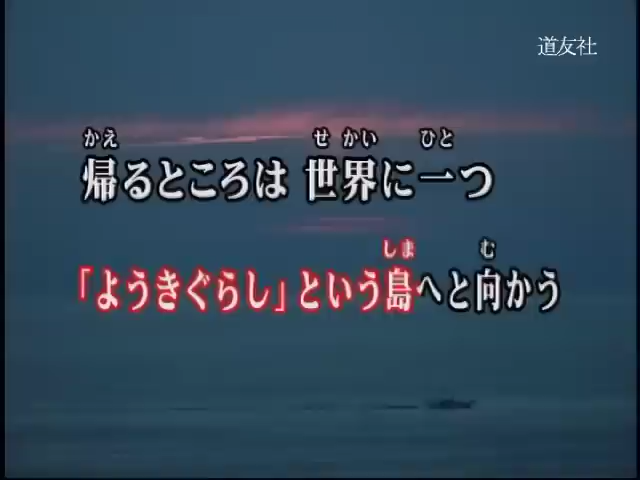 道友社
かえ せ かい ひと
帰るところは 世界に一つ
しま む
「ようきぐらし」という島へと向かう